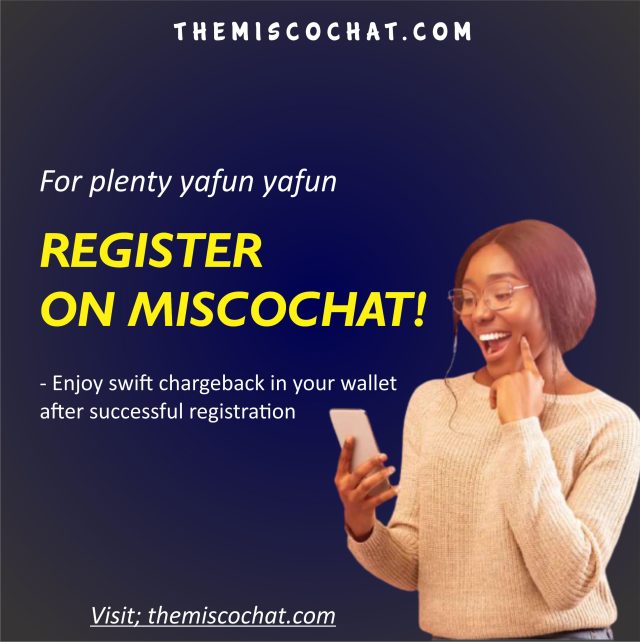 THEMISCOCHAT.COM
For plenty yafun yafun
REGISTER
ON MISCOCHAT!
- Enjoy swift chargeback in your wallet
after successful registration
Visit; themiscochat.com